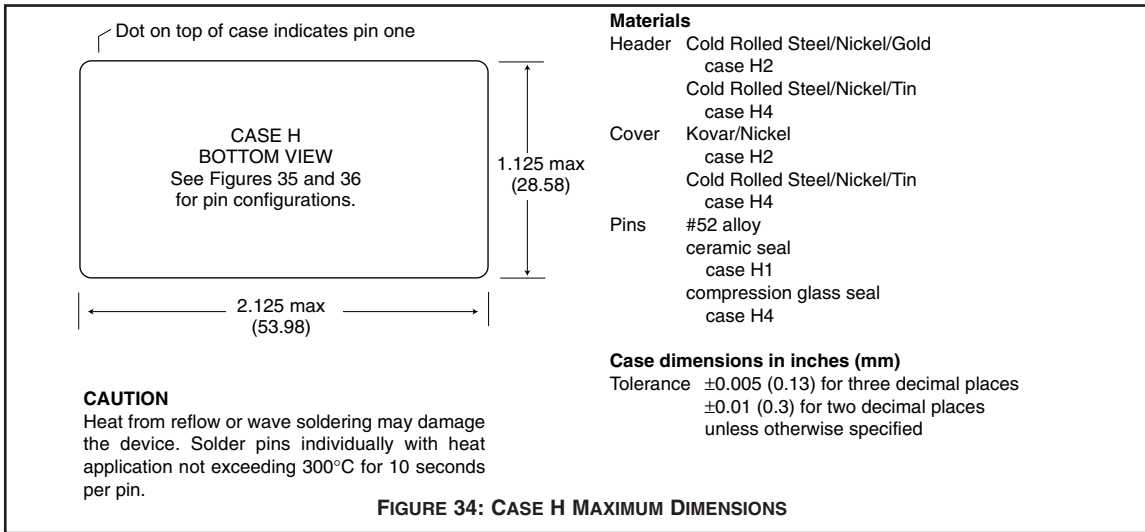 Dot on top of case indicates pin one
CASE H
BOTTOM VIEW
See Figures 35 and 36
for pin configurations.
1.125 max
(28.58)
2.125 max
(53.98)
CAUTION
Heat from reflow or wave soldering may damage
the device. Solder pins individually with heat
application not exceeding 300°C for 10 seconds
per pin.
Materials
Header Cold Rolled Steel/Nickel/Gold
case H2
Cold Rolled Steel/Nickel/Tin
case H4
Cover Kovar/Nickel
case H2
Cold Rolled Steel/Nickel/Tin
case H4
Pins #52 alloy
ceramic seal
case H1
compression glass seal
case H4
Case dimensions in inches (mm)
Tolerance ±0.005 (0.13) for three decimal places
±0.01 (0.3) for two decimal places
unless otherwise specified
FIGURE 34: CASE H MAXIMUM DIMENSIONS